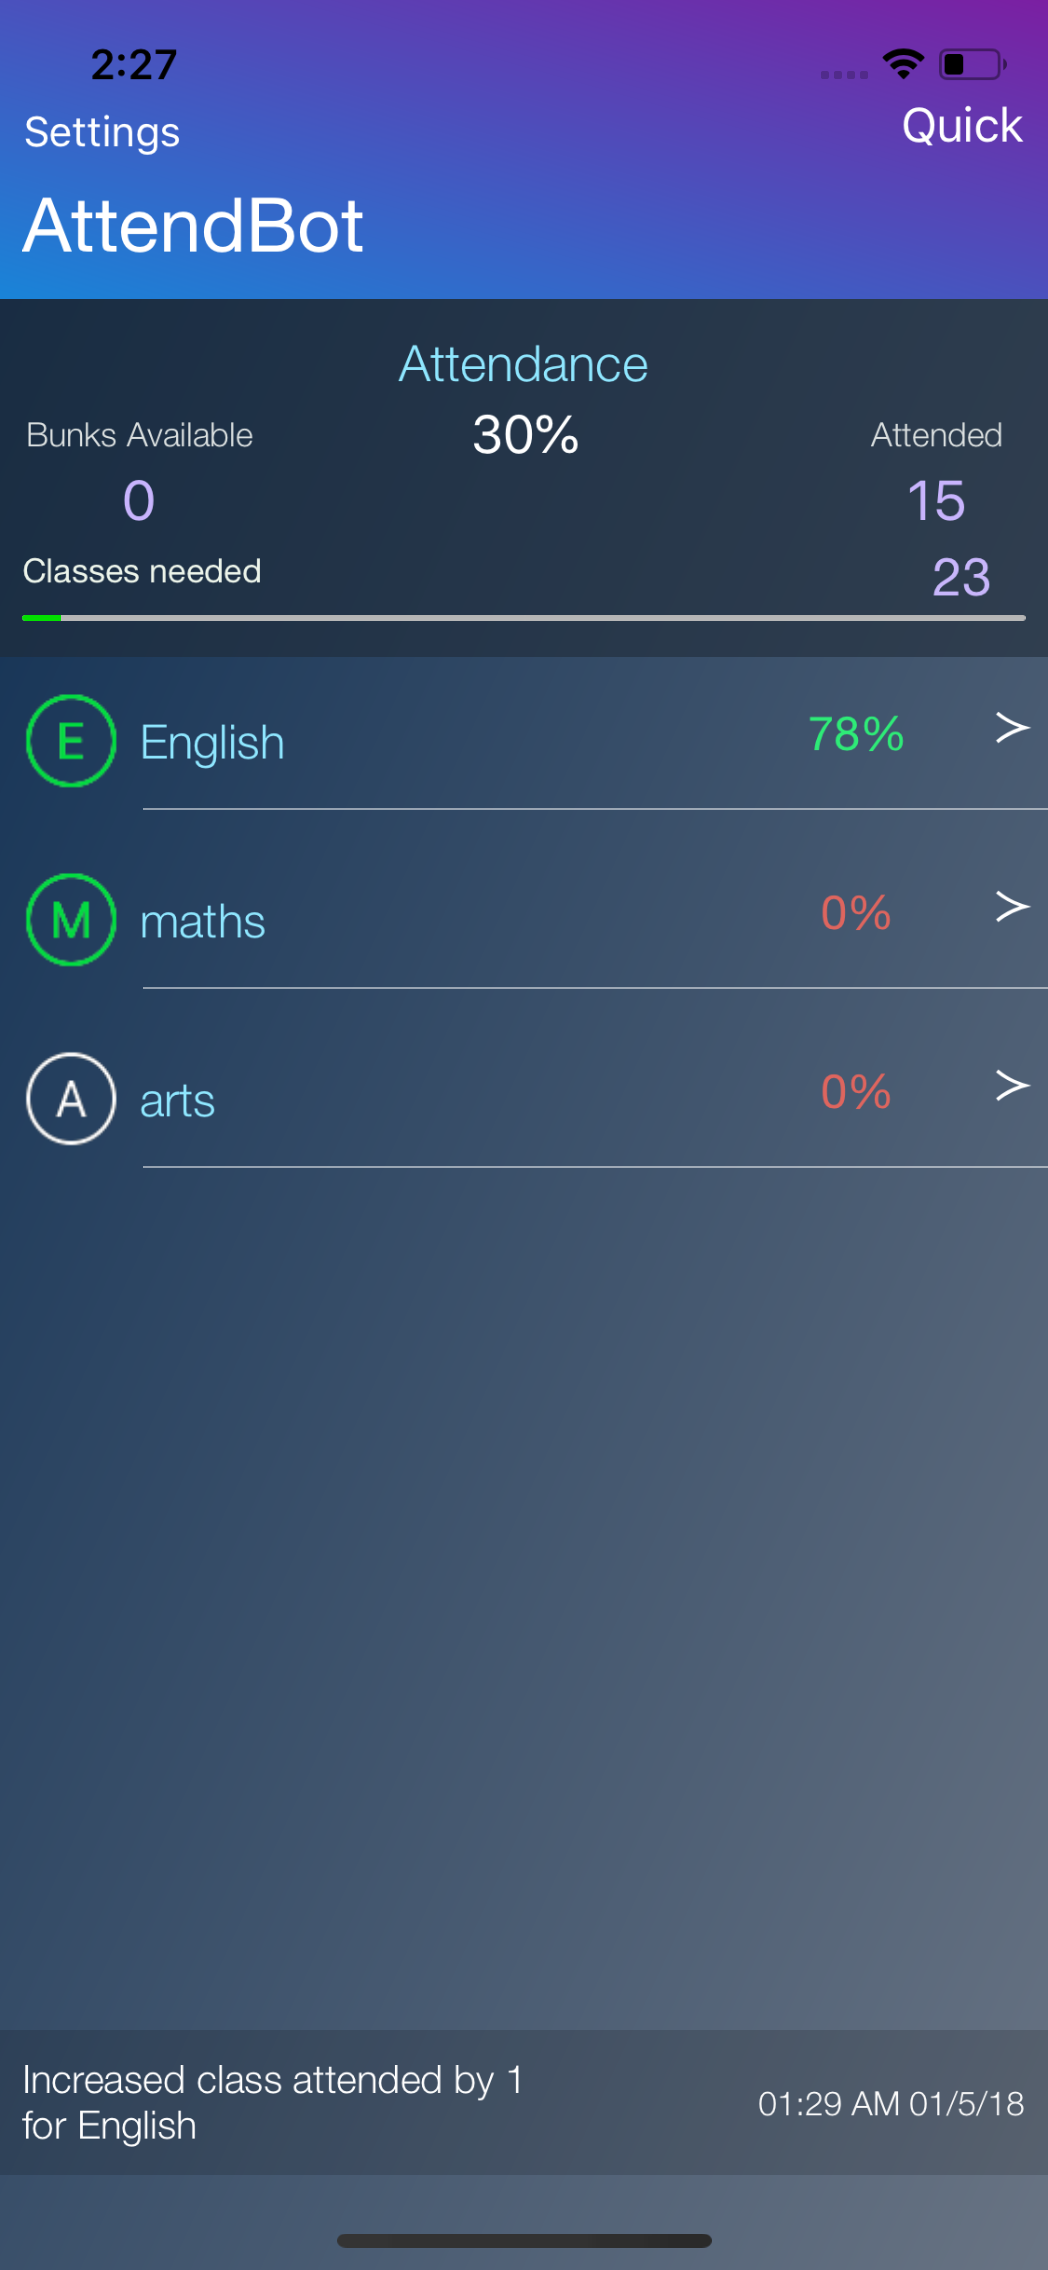 2:27
Settings
Quick
AttendBot
Attendance
Bunks Available
30%
Attended
0
15
Classes needed
23
E
English
78%
M
maths
0%
A
arts
0%
Increased class attended by 1
for English
01:29 AM 01/5/18